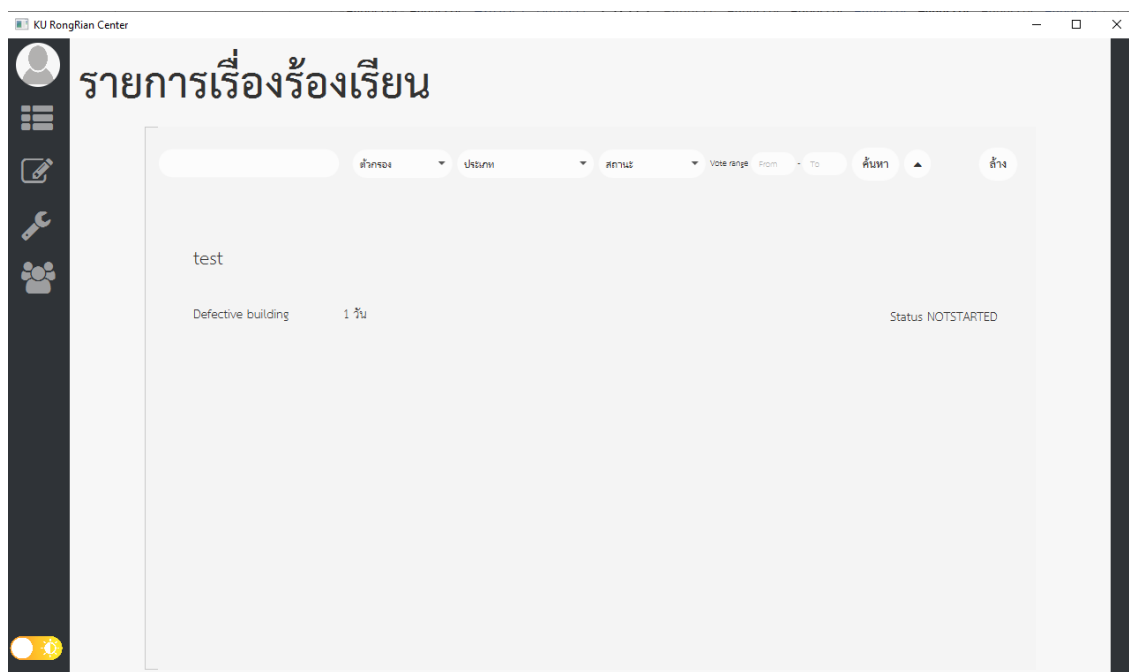 KU RongRian Center
รายการเรื่องร้องเรียน
ตัวกรอง ประเภท สถานะ Vote range From - To ค้นหา ล้าง
test
Defective building 1 วัน Status NOTSTARTED